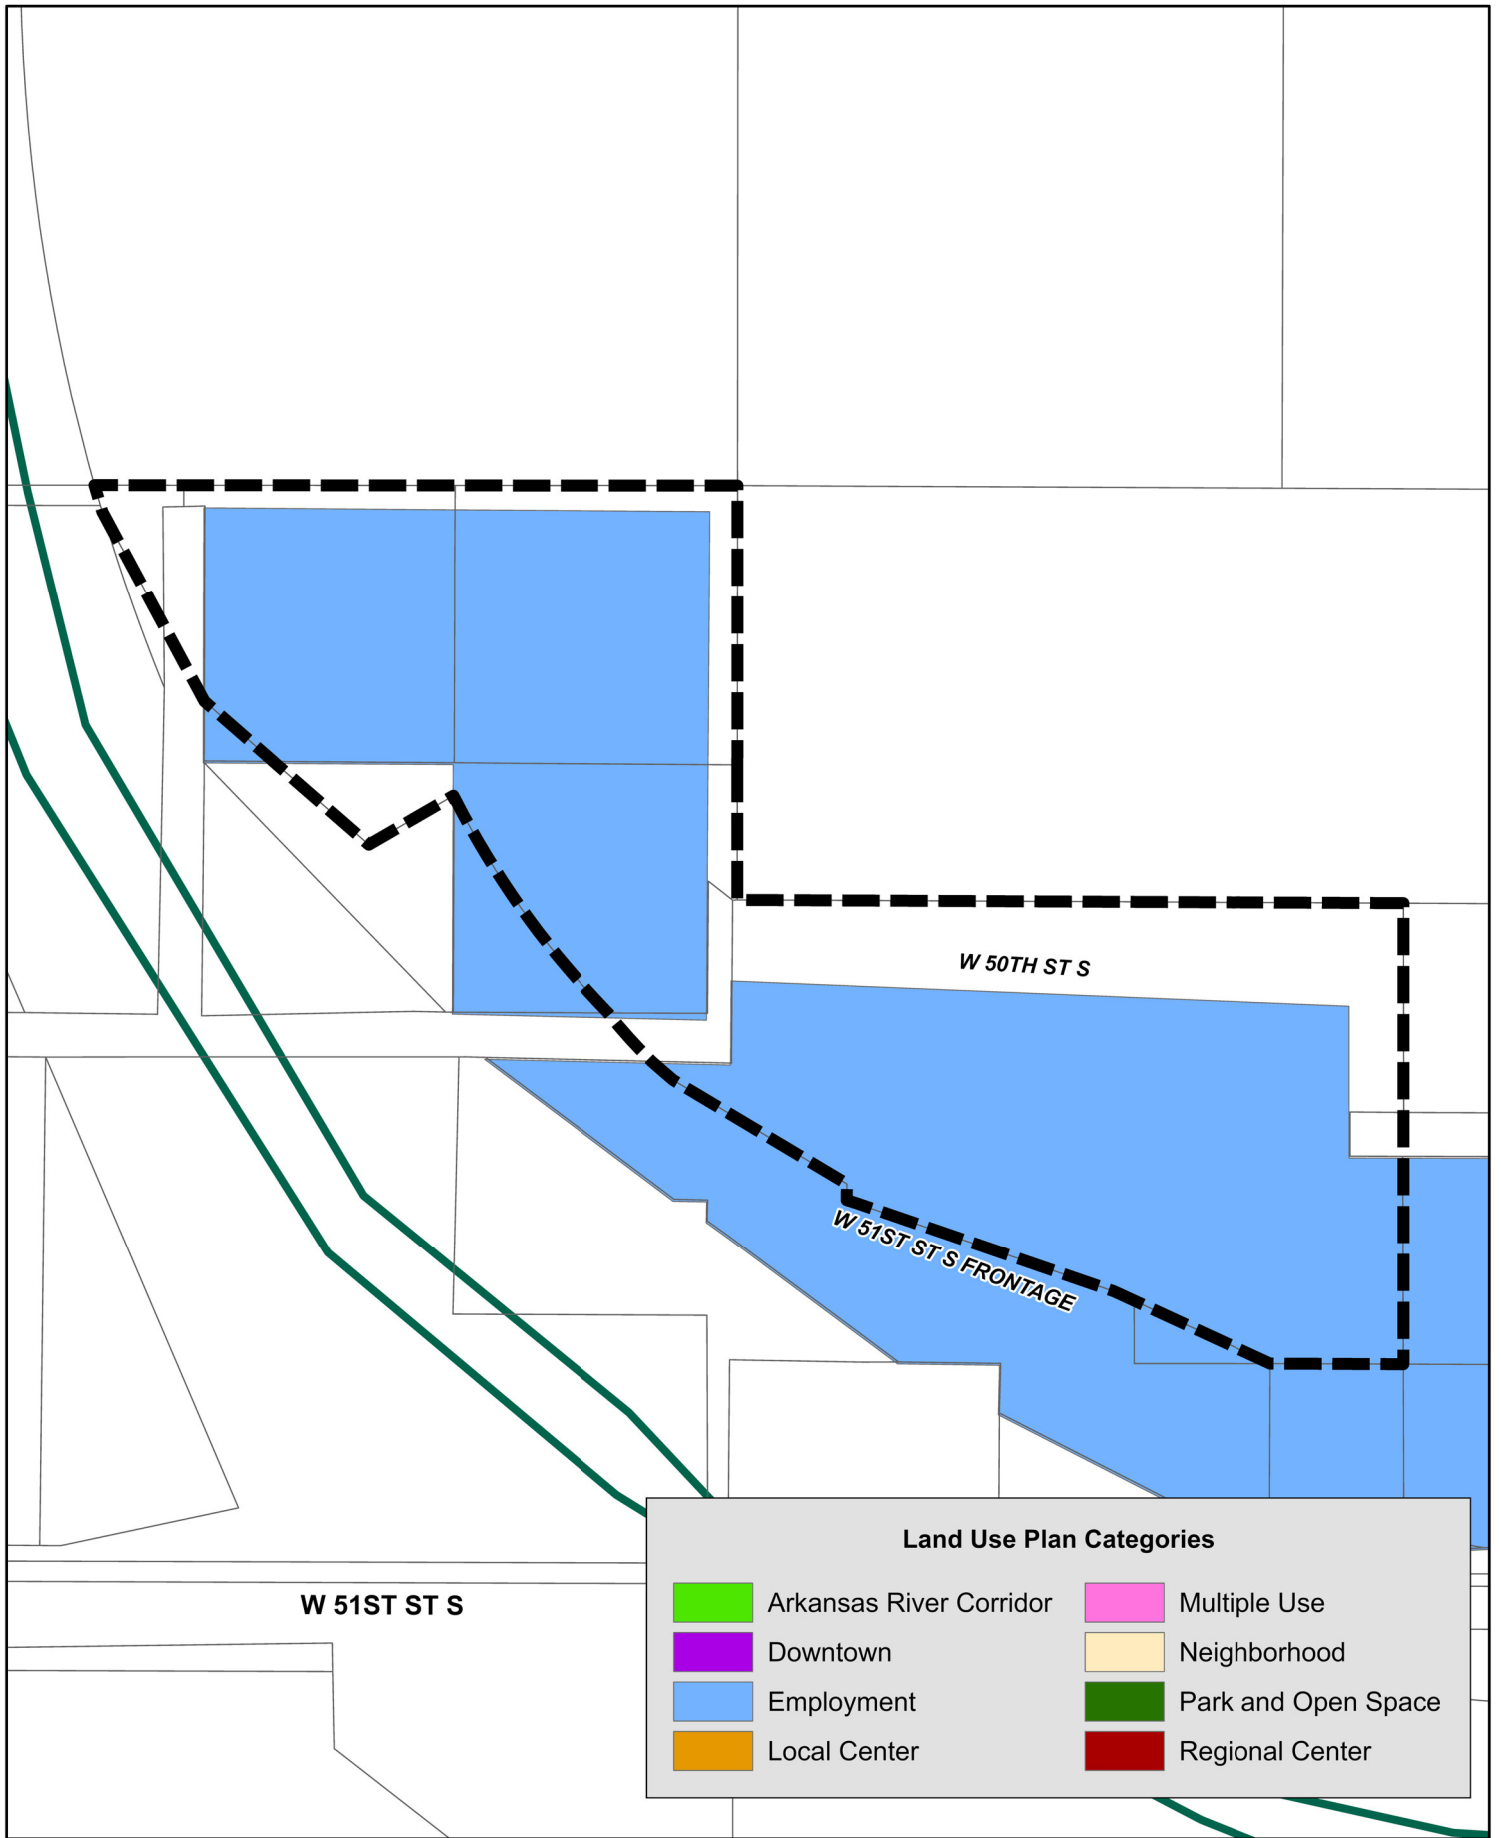 W 50TH ST S
W 51ST ST S FRONTAGE
Land Use Plan Categories
Arkansas River Corridor
Downtown
Employment
Local Center
Multiple Use
Neighborhood
Park and Open Space
Regional Center
W 51ST ST S